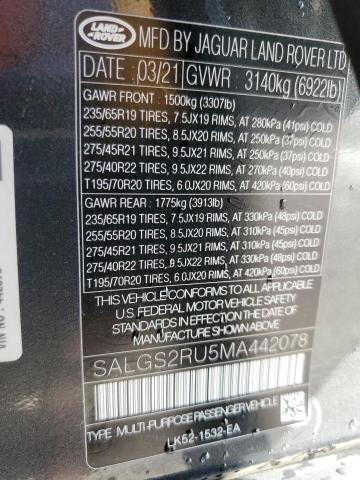 LAND ROVER
MFD BY JAGUAR LAND ROVER LTD
DATE : 03/21 GVWR : 3140kg (6922lb)
GAWR FRONT : 1500kg (3307lb)
235/65R19 TIRES, 7.5JX19 RIMS, AT 280kPa (41psi) COLD
255/55R20 TIRES, 8.5JX20 RIMS, AT 250kPa (37psi) COLD
275/45R21 TIRES, 9.5JX21 RIMS, AT 250kPa (37psi) COLD
275/40R22 TIRES, 9.5JX22 RIMS, AT 270kPa (40psi) COLD
T195/70R20 TIRES, 6.0JX20 RIMS, AT 420kPa (60psi) COLD
GAWR REAR : 1775kg (3913lb)
235/65R19 TIRES, 7.5JX19 RIMS, AT 330kPa (48psi) COLD
255/55R20 TIRES, 8.5JX20 RIMS, AT 310kPa (45psi) COLD
275/45R21 TIRES, 9.5JX21 RIMS, AT 310kPa (45psi) COLD
275/40R22 TIRES, 9.5JX22 RIMS, AT 330kPa (48psi) COLD
T195/70R20 TIRES, 6.0JX20 RIMS, AT 420kPa (60psi) COLD
THIS VEHICLE CONFORMS TO ALL APPLICABLE
U.S. FEDERAL MOTOR VEHICLE SAFETY
STANDARDS IN EFFECT ON THE DATE OF
MANUFACTURE SHOWN ABOVE.
SALGS2RU5MA442078
TYPE: MULTI-PURPOSE PASSENGER VEHICLE
LK52-1532-EA
VIN NO : 442078